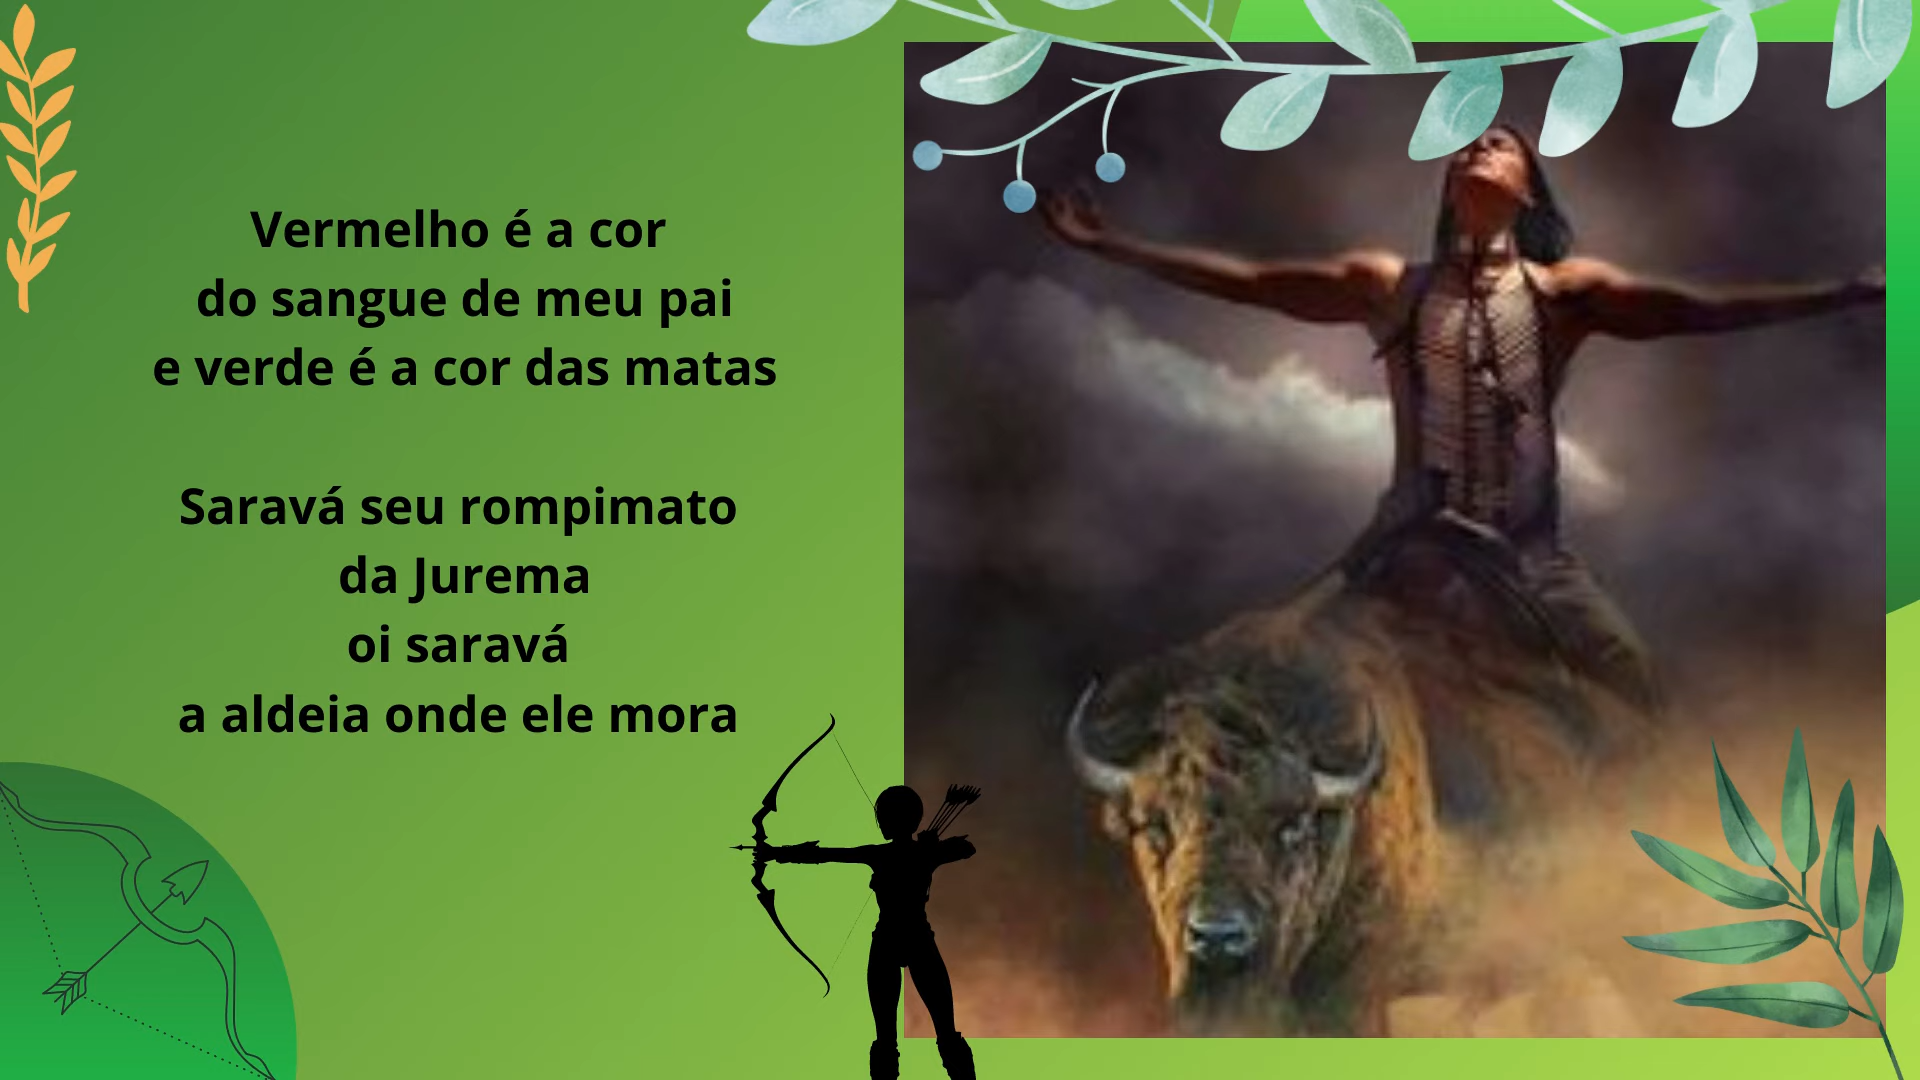 Vermelho é a cor
do sangue de meu pai
e verde é a cor das matas
Saravá seu rompimato
da Jurema
oi saravá
a aldeia onde ele mora